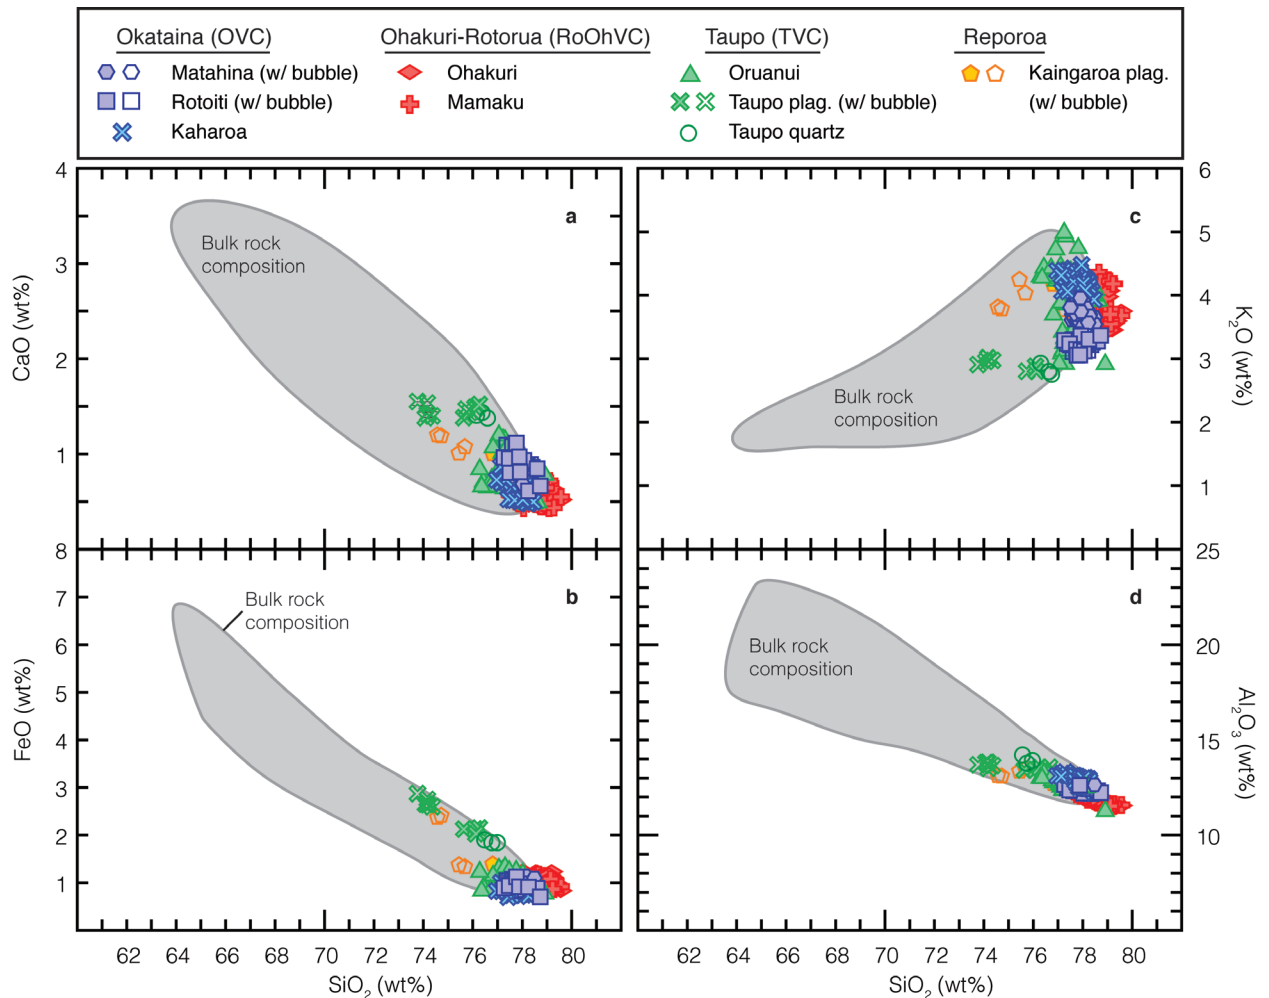 Okataina (OVC)
Matahina (w/ bubble)
Rotoiti (w/ bubble)
Kaharoa
Ohakuri-Rotorua (RoOhVC)
Ohakuri
Mamaku
Taupo (TVC)
Oruanui
Taupo plag. (w/ bubble)
Taupo quartz
Reporoa
Kaingaroa plag.
(w/ bubble)
4
3
2
1
CaO (wt%)
Bulk rock
composition
a
6
5
4
3
2
1
K₂O (wt%)
Bulk rock
composition
c
8
7
6
5
4
3
2
1
FeO (wt%)
Bulk rock
composition
b
62 64 66 68 70 72 74 76 78 80
SiO₂ (wt%)
25
20
15
10
Al₂O₃ (wt%)
Bulk rock
composition
d
62 64 66 68 70 72 74 76 78 80
SiO₂ (wt%)